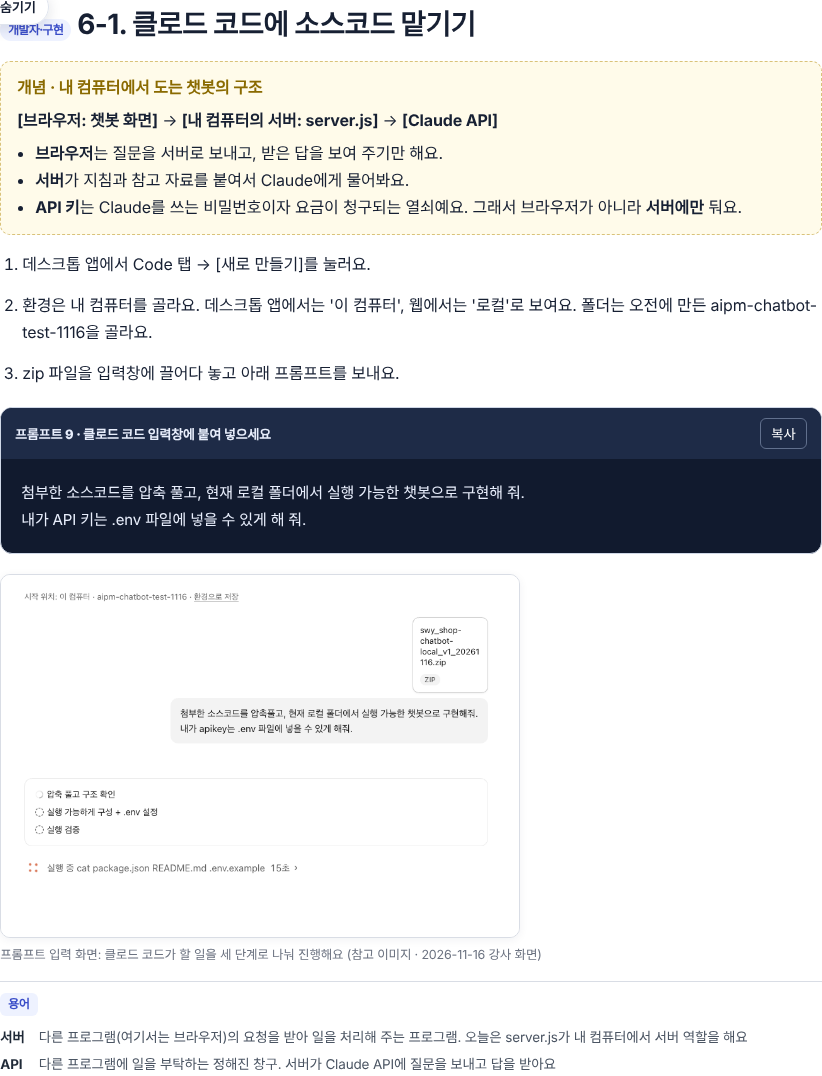 숨기기
개발자·구현 6-1. 클로드 코드에 소스코드 맡기기
개념 · 내 컴퓨터에서 도는 챗봇의 구조
[브라우저: 챗봇 화면] → [내 컴퓨터의 서버: server.js] → [Claude API]
• 브라우저는 질문을 서버로 보내고, 받은 답을 보여 주기만 해요.
• 서버가 지침과 참고 자료를 붙여서 Claude에게 물어봐요.
• API 키는 Claude를 쓰는 비밀번호이자 요금이 청구되는 열쇠예요. 그래서 브라우저가 아니라 서버에만 둬요.
1. 데스크톱 앱에서 Code 탭 → [새로 만들기]를 눌러요.
2. 환경은 내 컴퓨터를 골라요. 데스크톱 앱에서는 '이 컴퓨터', 웹에서는 '로컬'로 보여요. 폴더는 오전에 만든 aipm-chatbot-
test-1116을 골라요.
3. zip 파일을 입력창에 끌어다 놓고 아래 프롬프트를 보내요.
프롬프트 9 · 클로드 코드 입력창에 붙여 넣으세요
복사
첨부한 소스코드를 압축 풀고, 현재 로컬 폴더에서 실행 가능한 챗봇으로 구현해 줘.
내가 API 키는 .env 파일에 넣을 수 있게 해 줘.
시작 위치: 이 컴퓨터 · aipm-chatbot-test-1116 · 환경으로 저장
swy_shop-
chatbot-
local_v1_20261
116.zip
ZIP
첨부한 소스코드를 압축풀고, 현재 로컬 폴더에서 실행 가능한 챗봇으로 구현해줘.
내가 apikey는 .env 파일에 넣을 수 있게 해줘.
압축 풀고 구조 확인
실행 가능하게 구성 + .env 설정
실행 검증
실행 중 cat package.json README.md .env.example 15초 ›
프롬프트 입력 화면: 클로드 코드가 할 일을 세 단계로 나눠 진행해요 (참고 이미지 · 2026-11-16 강사 화면)
용어
서버 다른 프로그램(여기서는 브라우저)의 요청을 받아 일을 처리해 주는 프로그램. 오늘은 server.js가 내 컴퓨터에서 서버 역할을 해요
API 다른 프로그램에 일을 부탁하는 정해진 창구. 서버가 Claude API에 질문을 보내고 답을 받아요